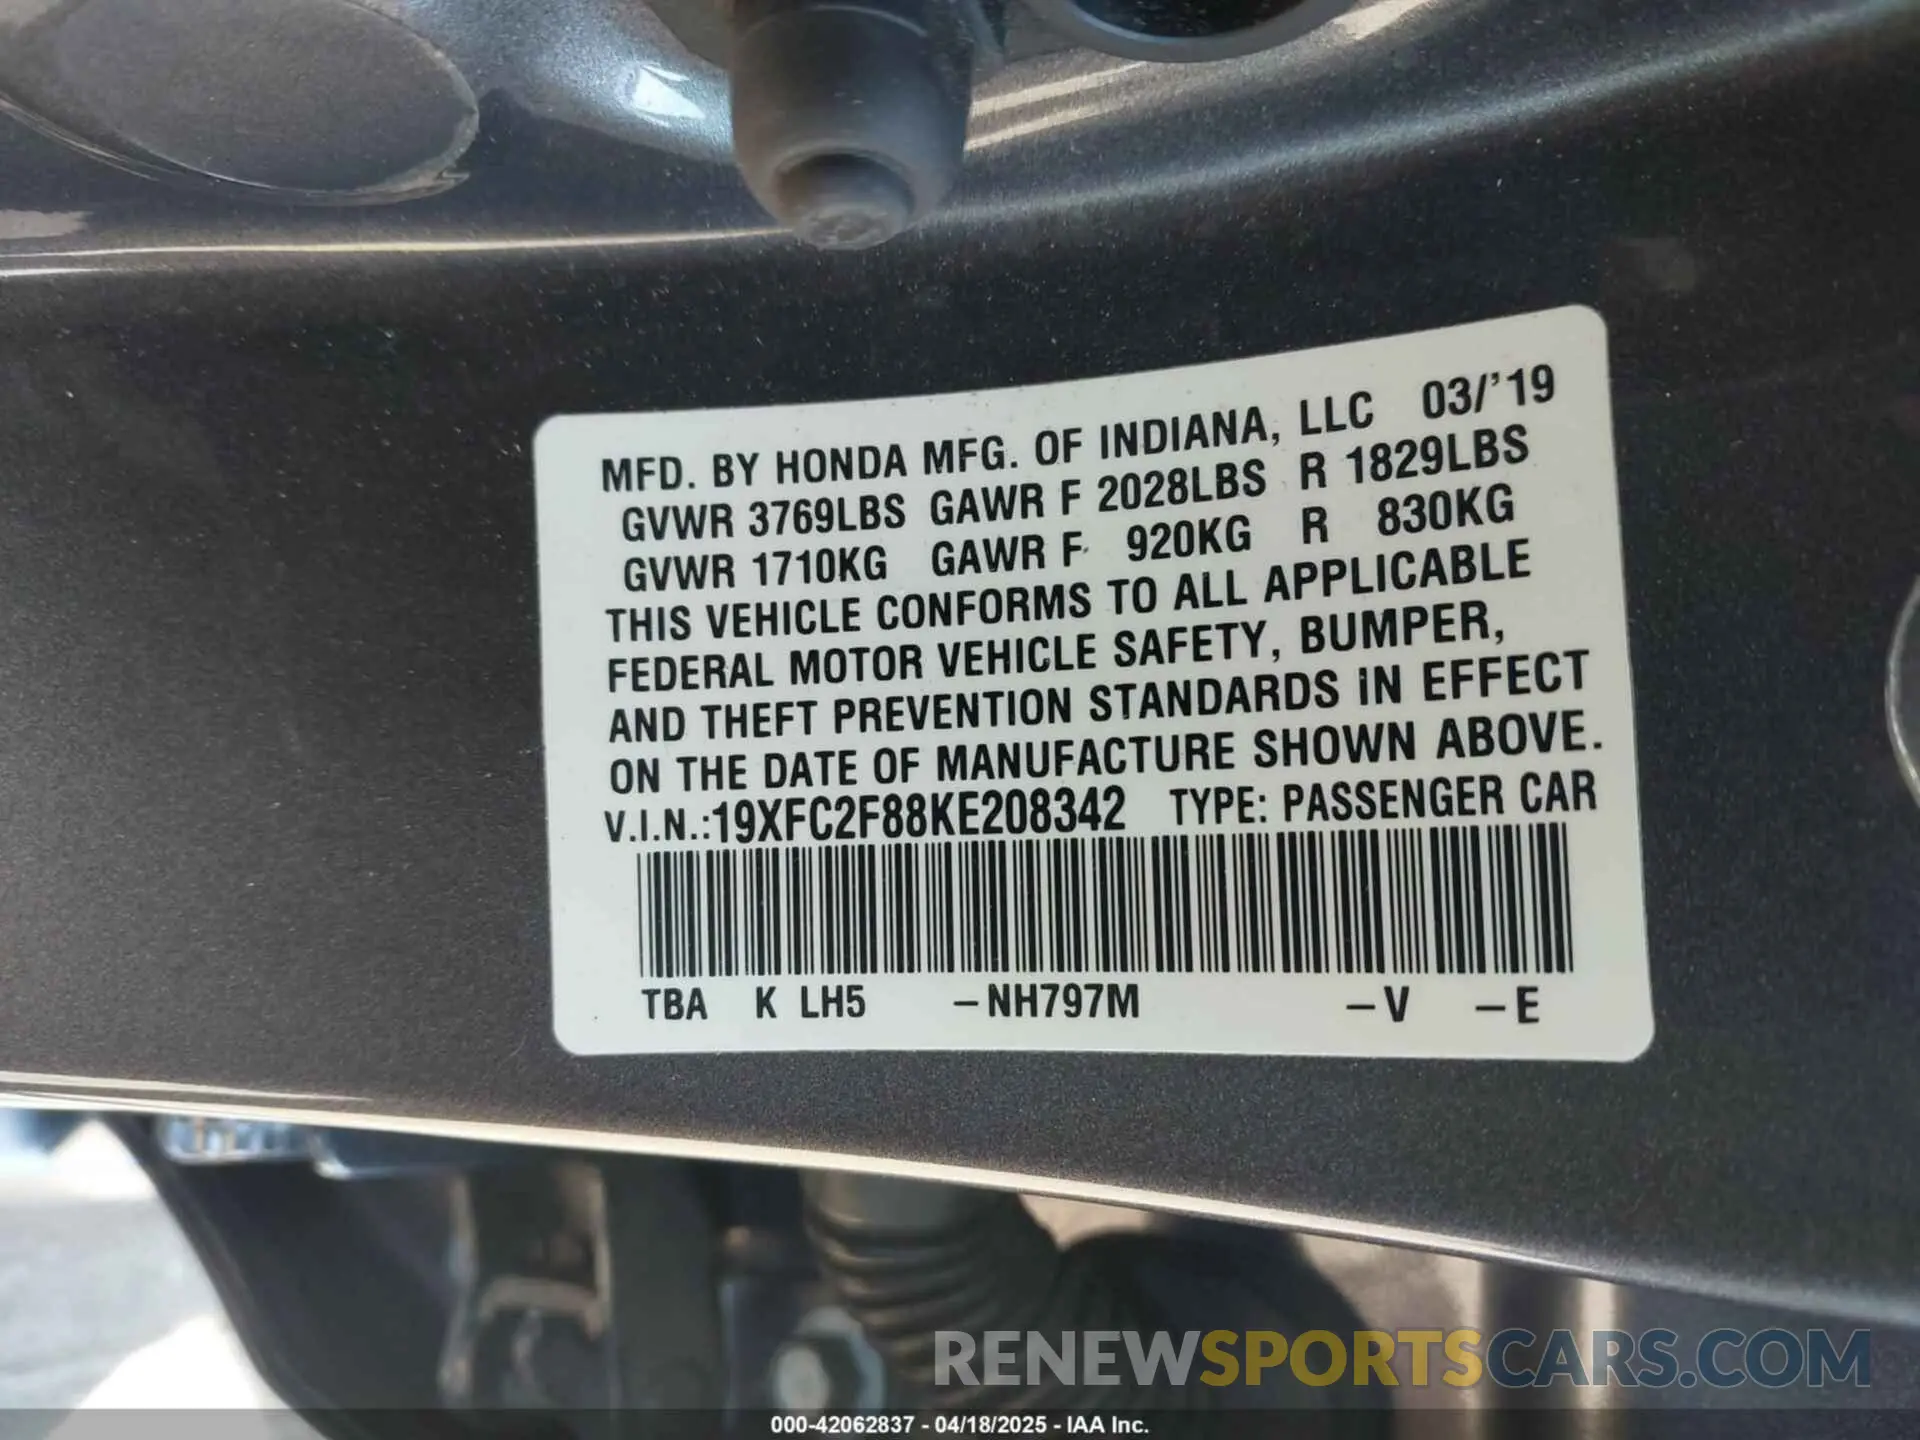 MFD. BY HONDA MFG. OF INDIANA, LLC 03/'19
GVWR 3769LBS GAWR F 2028LBS R 1829LBS
GVWR 1710KG GAWR F 920KG R 830KG
THIS VEHICLE CONFORMS TO ALL APPLICABLE
FEDERAL MOTOR VEHICLE SAFETY, BUMPER,
AND THEFT PREVENTION STANDARDS IN EFFECT
ON THE DATE OF MANUFACTURE SHOWN ABOVE.
V.I.N.:19XFC2F88KE208342 TYPE: PASSENGER CAR
TBA K LH5 –NH797M –V –E
RENEWSPORTSCARS.COM
000-42062837 - 04/18/2025 - IAA Inc.